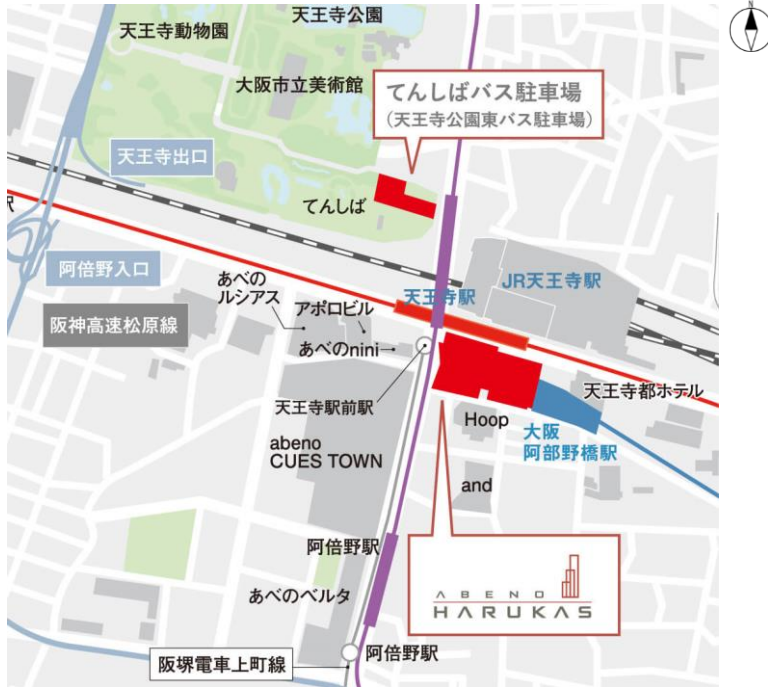 N
天王寺公園
天王寺動物園
大阪市立美術館
てんしばバス駐車場
（天王寺公園東バス駐車場）
天王寺出口
てんしば
駅
阿倍野入口
あべの
ルシアス
天王寺駅
JR天王寺駅
阪神高速松原線
アポロビル
あべのnini
天王寺都ホテル
天王寺駅前駅
Hoop
大阪
阿部野橋駅
abeno
CUES TOWN
and
阿倍野駅
ABENO
HARUKAS
あべのベルタ
阪堺電車上町線
阿倍野駅